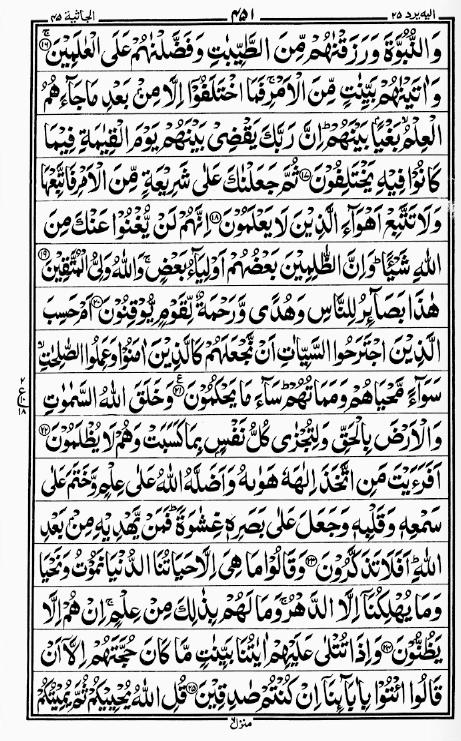 اليه يرد ٢٥ ٤٥١ الجاثية ٤٥
وَالنُّبُوَّةَ وَرَزَقْنٰهُمْ مِّنَ الطَّيِّبٰتِ وَفَضَّلْنٰهُمْ عَلَى الْعٰلَمِيْنَ ۚ﴿١٦﴾
وَاٰتَيْنٰهُمْ بَيِّنٰتٍ مِّنَ الْاَمْرِ ۚ فَمَا اخْتَلَفُوْۤا اِلَّا مِنْۢ بَعْدِ مَا جَآءَهُمُ
الْعِلْمُ ۙ بَغْيًۢا بَيْنَهُمْ ؕ اِنَّ رَبَّكَ يَقْضِيْ بَيْنَهُمْ يَوْمَ الْقِيٰمَةِ فِيْمَا
كَانُوْا فِيْهِ يَخْتَلِفُوْنَ ﴿١٧﴾ ثُمَّ جَعَلْنٰكَ عَلٰى شَرِيْعَةٍ مِّنَ الْاَمْرِ فَاتَّبِعْهَا
وَلَا تَتَّبِعْ اَهْوَآءَ الَّذِيْنَ لَا يَعْلَمُوْنَ ﴿١٨﴾ اِنَّهُمْ لَنْ يُّغْنُوْا عَنْكَ مِنَ
اللّٰهِ شَيْـًٔا ؕ وَاِنَّ الظّٰلِمِيْنَ بَعْضُهُمْ اَوْلِيَآءُ بَعْضٍ ۚ وَاللّٰهُ وَلِيُّ الْمُتَّقِيْنَ ﴿١٩﴾
هٰذَا بَصَآئِرُ لِلنَّاسِ وَهُدًى وَّرَحْمَةٌ لِّقَوْمٍ يُّوْقِنُوْنَ ﴿٢٠﴾ اَمْ حَسِبَ
الَّذِيْنَ اجْتَرَحُوا السَّيِّاٰتِ اَنْ نَّجْعَلَهُمْ كَالَّذِيْنَ اٰمَنُوْا وَعَمِلُوا الصّٰلِحٰتِ ۙ
سَوَآءً مَّحْيَاهُمْ وَمَمَاتُهُمْ ؕ سَآءَ مَا يَحْكُمُوْنَ ﴿٢١﴾ ع وَخَلَقَ اللّٰهُ السَّمٰوٰتِ
وَالْاَرْضَ بِالْحَقِّ وَلِتُجْزٰى كُلُّ نَفْسٍۭ بِمَا كَسَبَتْ وَهُمْ لَا يُظْلَمُوْنَ ﴿٢٢﴾
اَفَرَءَيْتَ مَنِ اتَّخَذَ اِلٰهَهٗ هَوٰىهُ وَاَضَلَّهُ اللّٰهُ عَلٰى عِلْمٍ وَّخَتَمَ عَلٰى
سَمْعِهٖ وَقَلْبِهٖ وَجَعَلَ عَلٰى بَصَرِهٖ غِشٰوَةً ؕ فَمَنْ يَّهْدِيْهِ مِنْۢ بَعْدِ
اللّٰهِ ؕ اَفَلَا تَذَكَّرُوْنَ ﴿٢٣﴾ وَقَالُوْا مَا هِيَ اِلَّا حَيَاتُنَا الدُّنْيَا نَمُوْتُ وَنَحْيَا
وَمَا يُهْلِكُنَاۤ اِلَّا الدَّهْرُ ۚ وَمَا لَهُمْ بِذٰلِكَ مِنْ عِلْمٍ ۚ اِنْ هُمْ اِلَّا
يَظُنُّوْنَ ﴿٢٤﴾ وَاِذَا تُتْلٰى عَلَيْهِمْ اٰيٰتُنَا بَيِّنٰتٍ مَّا كَانَ حُجَّتَهُمْ اِلَّاۤ اَنْ
قَالُوا ائْتُوْا بِاٰبَآئِنَاۤ اِنْ كُنْتُمْ صٰدِقِيْنَ ﴿٢٥﴾ قُلِ اللّٰهُ يُحْيِيْكُمْ ثُمَّ يُمِيْتُكُمْ
منزل ٦